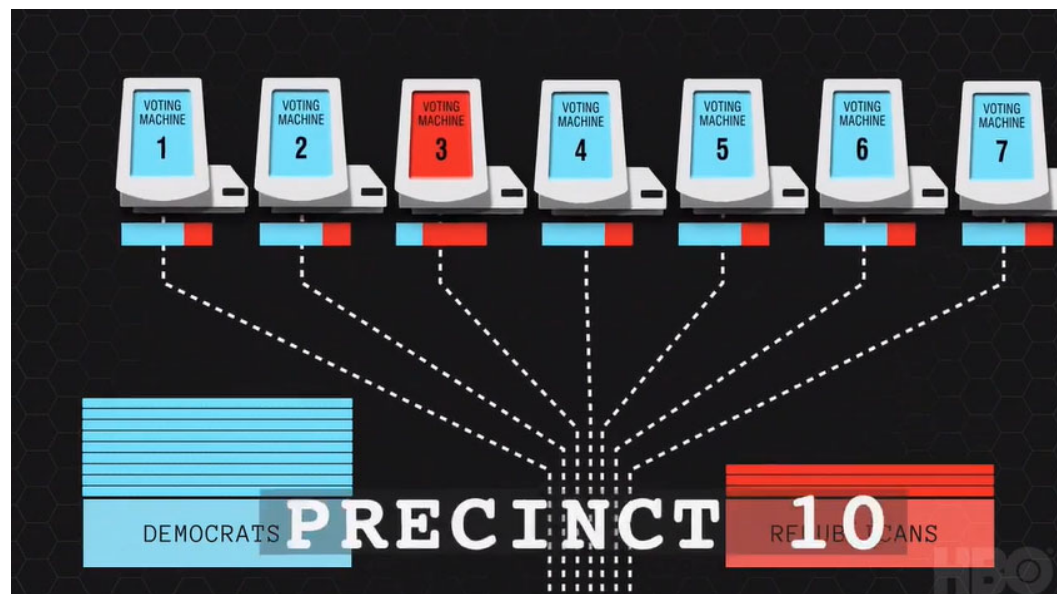 VOTING
MACHINE
1
VOTING
MACHINE
2
VOTING
MACHINE
3
VOTING
MACHINE
4
VOTING
MACHINE
5
VOTING
MACHINE
6
VOTING
MACHINE
7
DEMOCRATS
PRECINCT 10
REPUBLICANS
HBO